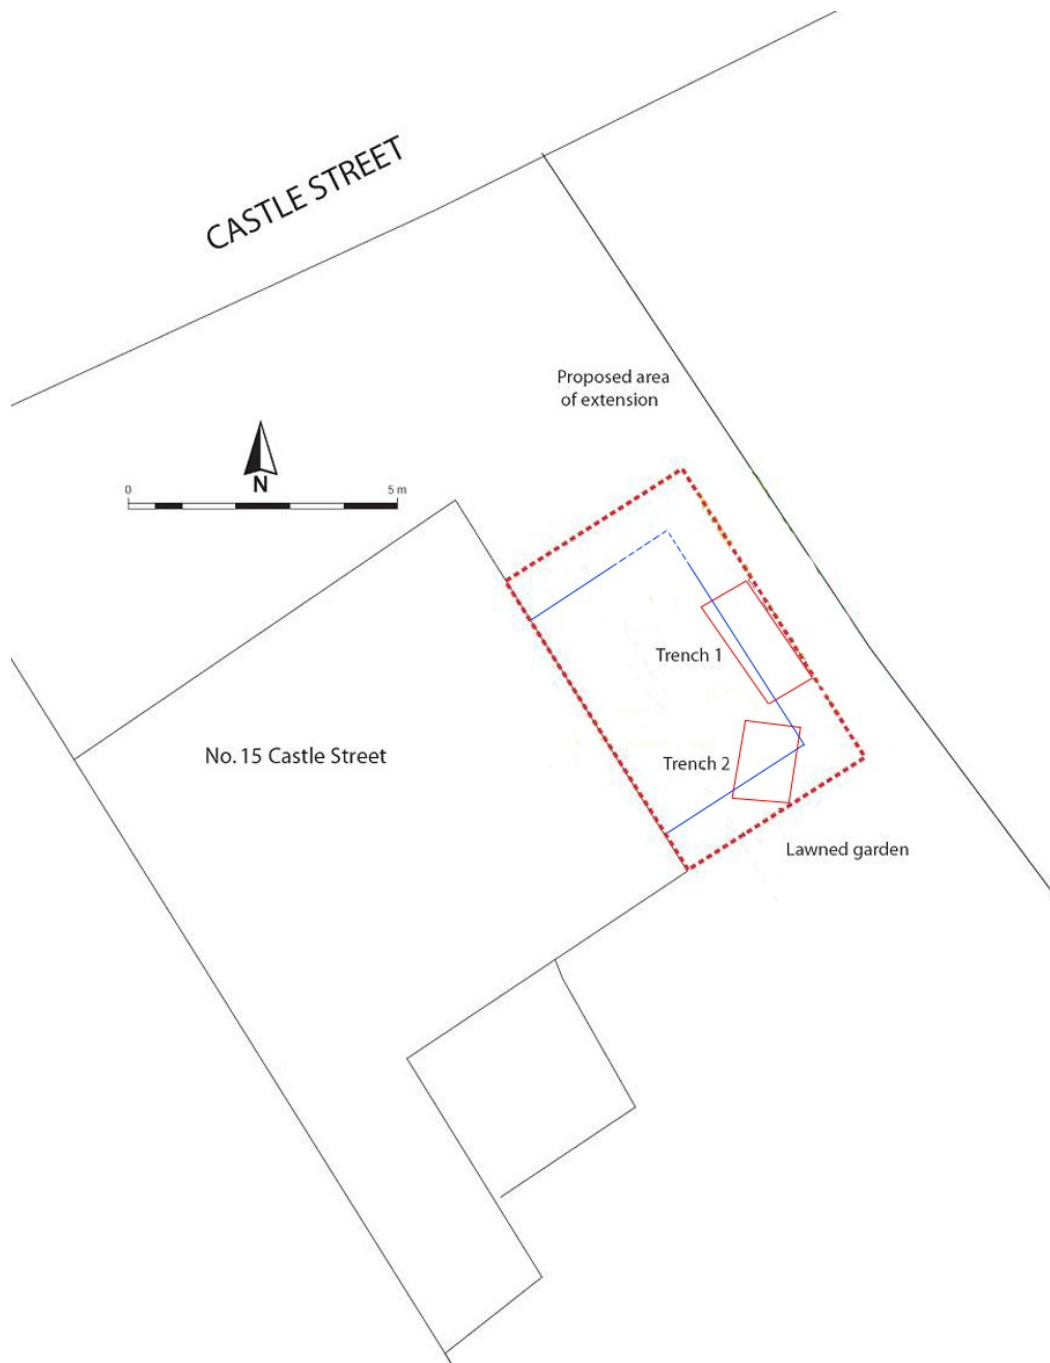 CASTLE STREET
Proposed area
of extension
N
0 5 m
Trench 1
No. 15 Castle Street
Trench 2
Lawned garden